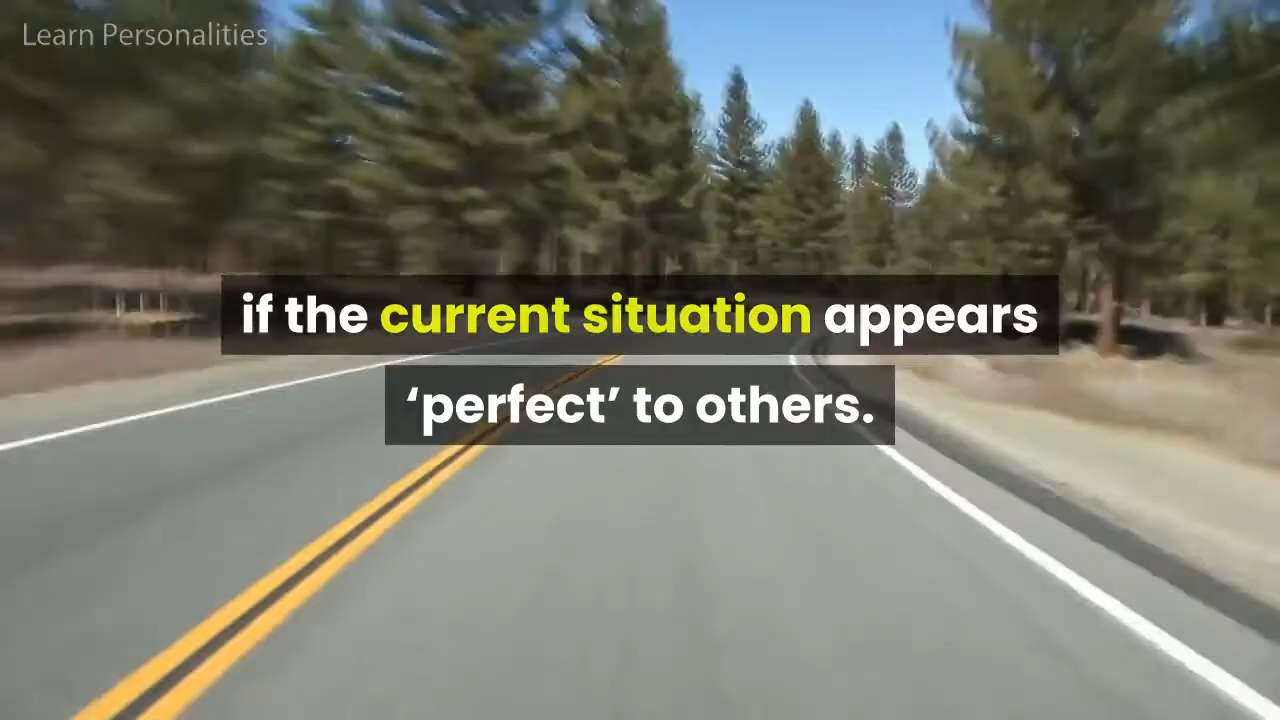 Learn Personalities
if the current situation appears
‘perfect’ to others.